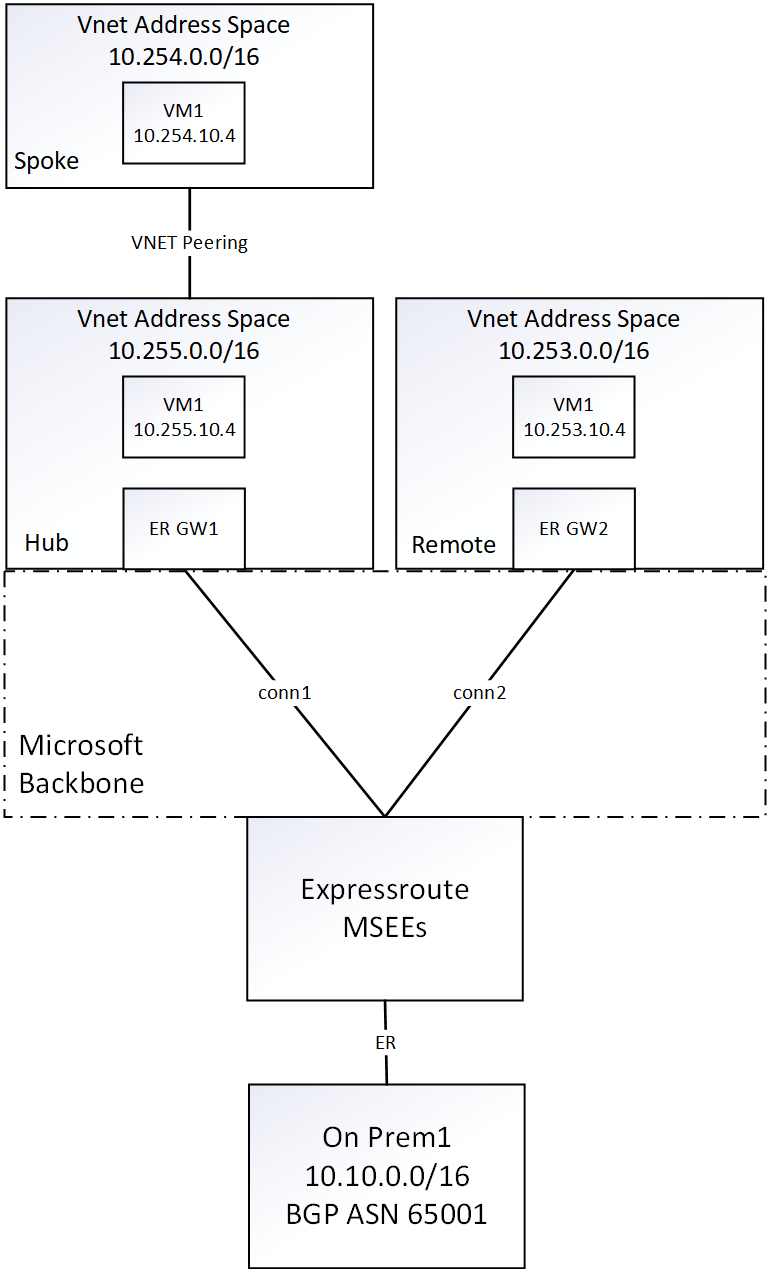 Vnet Address Space
10.254.0.0/16
VM1
10.254.10.4
Spoke
VNET Peering
Vnet Address Space
10.255.0.0/16
VM1
10.255.10.4
ER GW1
Hub
Vnet Address Space
10.253.0.0/16
VM1
10.253.10.4
ER GW2
Remote
conn1
conn2
Microsoft
Backbone
Expressroute
MSEEs
ER
On Prem1
10.10.0.0/16
BGP ASN 65001